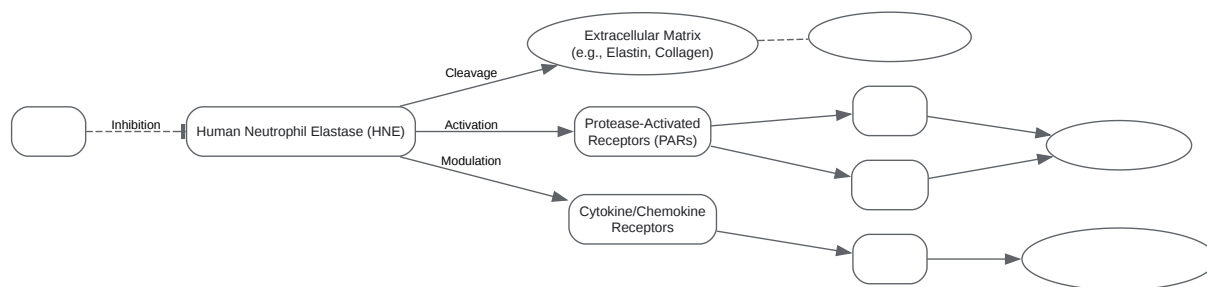 Extracellular Matrix
(e.g., Elastin, Collagen)
Cleavage
Inhibition
Human Neutrophil Elastase (HNE)
Activation
Protease-Activated
Receptors (PARs)
Modulation
Cytokine/Chemokine
Receptors